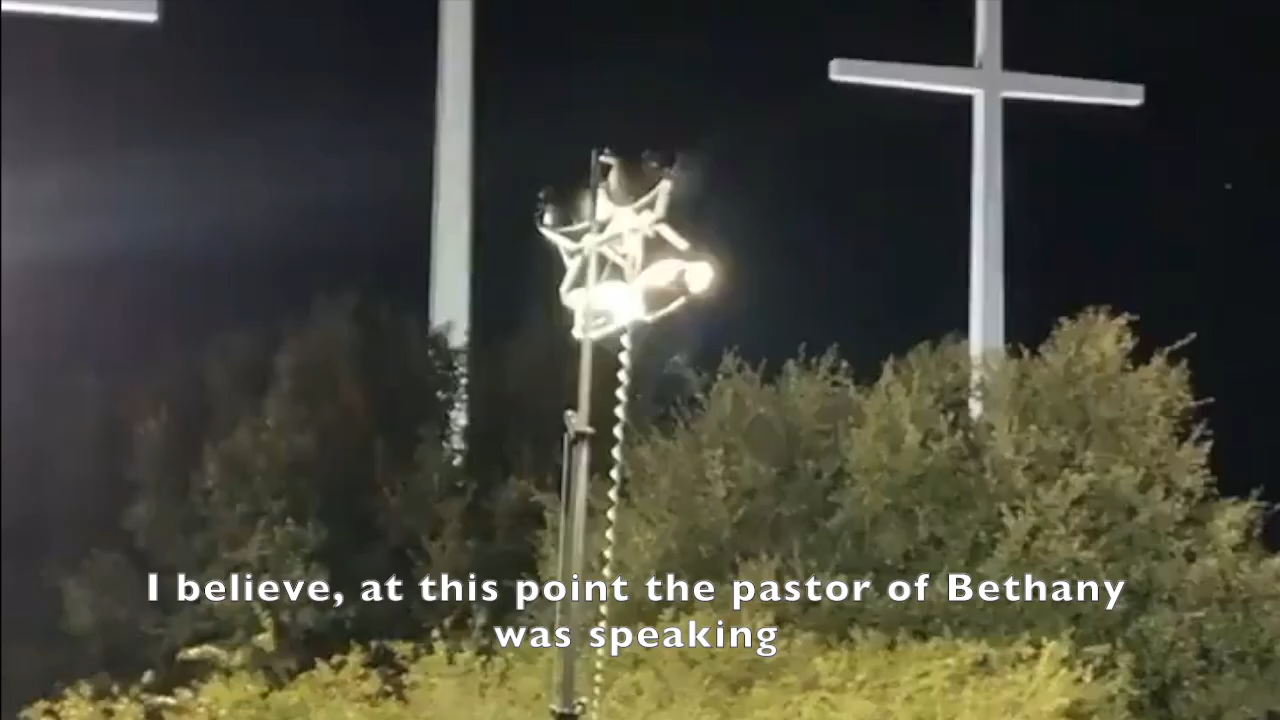 I believe, at this point the pastor of Bethany
was speaking